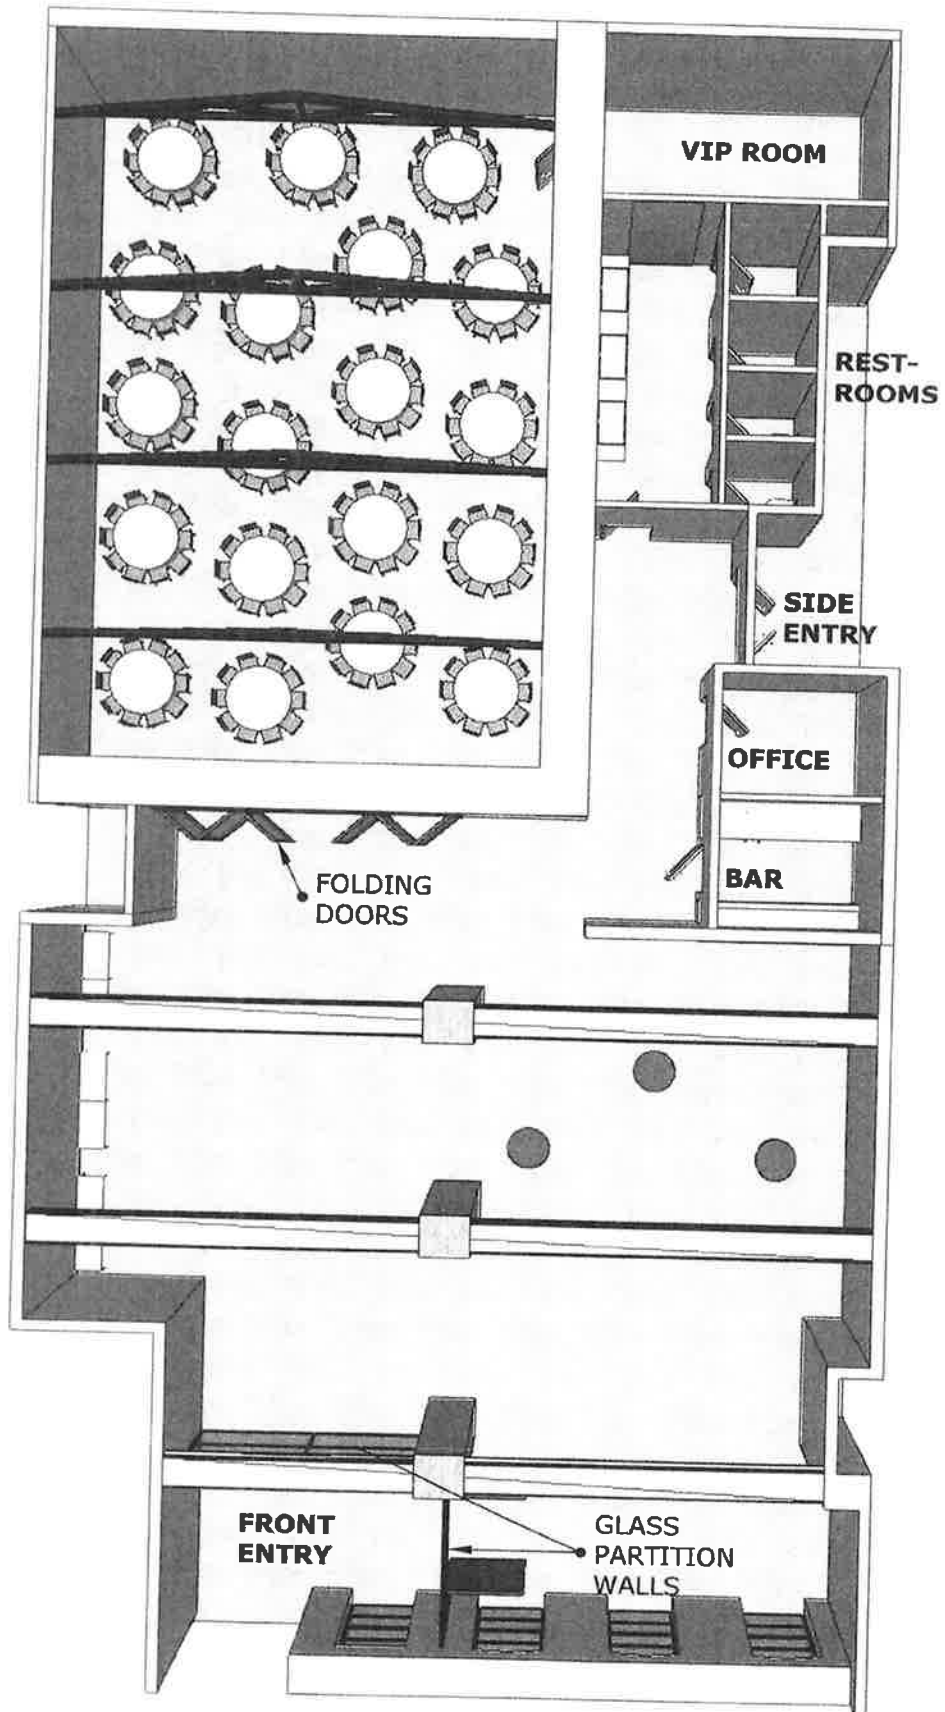 VIP ROOM
REST-
ROOMS
SIDE
ENTRY
OFFICE
BAR
FOLDING
DOORS
FRONT
ENTRY
GLASS
PARTITION
WALLS